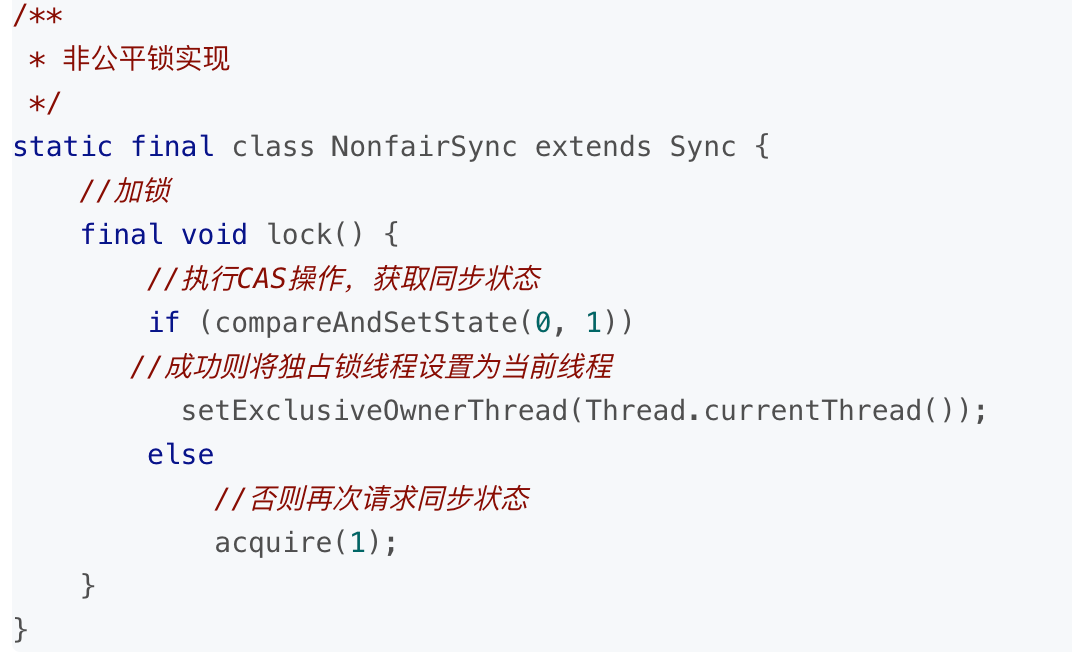 /**
 * 非公平锁实现
 */
static final class NonfairSync extends Sync {
    //加锁
    final void lock() {
        //执行CAS操作，获取同步状态
        if (compareAndSetState(0, 1))
       //成功则将独占锁线程设置为当前线程
          setExclusiveOwnerThread(Thread.currentThread());
        else
            //否则再次请求同步状态
            acquire(1);
    }
}